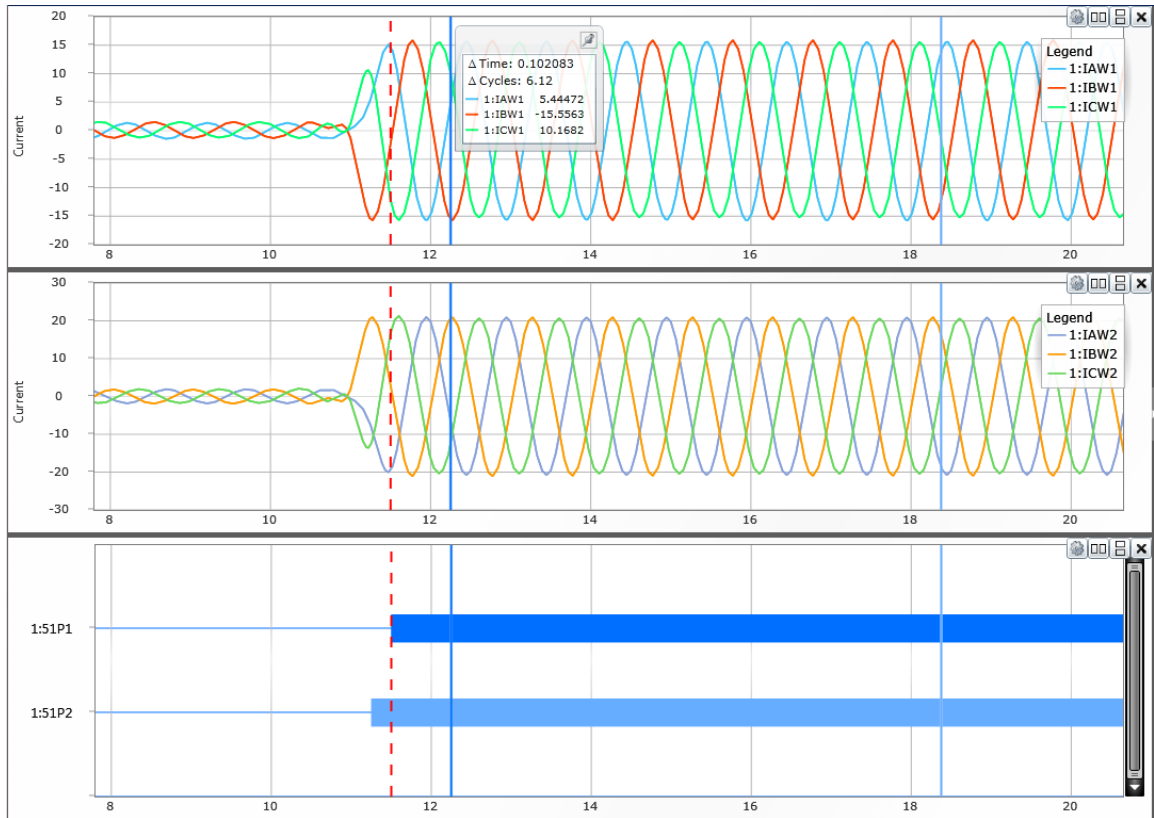 20
15
10
5
0
-5
-10
-15
-20
Current
8
10
12
14
16
18
20
Δ Time: 0.102083
Δ Cycles: 6.12
1:IAW1 5.44472
1:IBW1 -15.5563
1:ICW1 10.1682
Legend
1:IAW1
1:IBW1
1:ICW1
30
20
10
0
-10
-20
-30
Current
8
10
12
14
16
18
20
Legend
1:IAW2
1:IBW2
1:ICW2
1:51P1
1:51P2
8
10
12
14
16
18
20